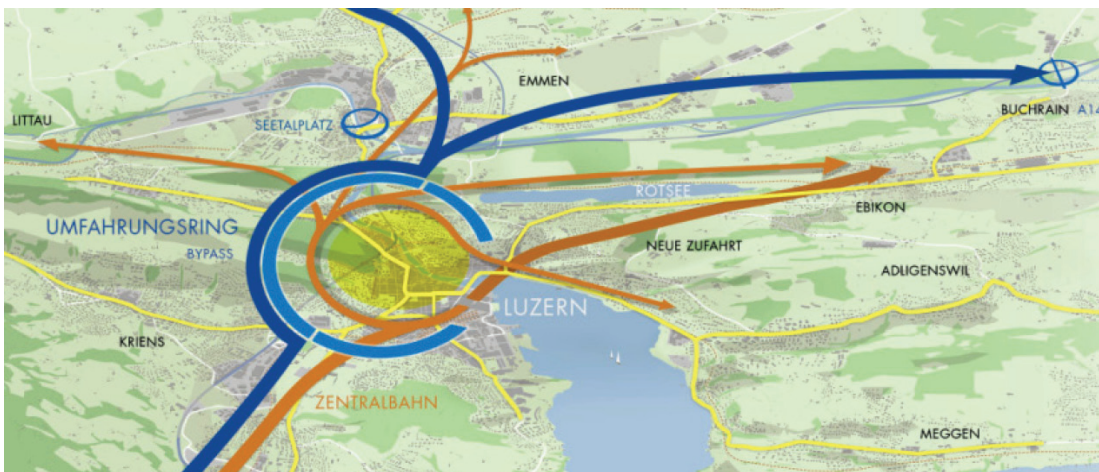 EMMEN
BUCHRAIN A14
LITTAU
SEETALPLATZ
ROTSEE
EBIKON
UMFAHRUNGSRING
BYPASS
NEUE ZUFAHRT
ADLIGENSWIL
LUZERN
KRIENS
ZENTRALBAHN
MEGGEN